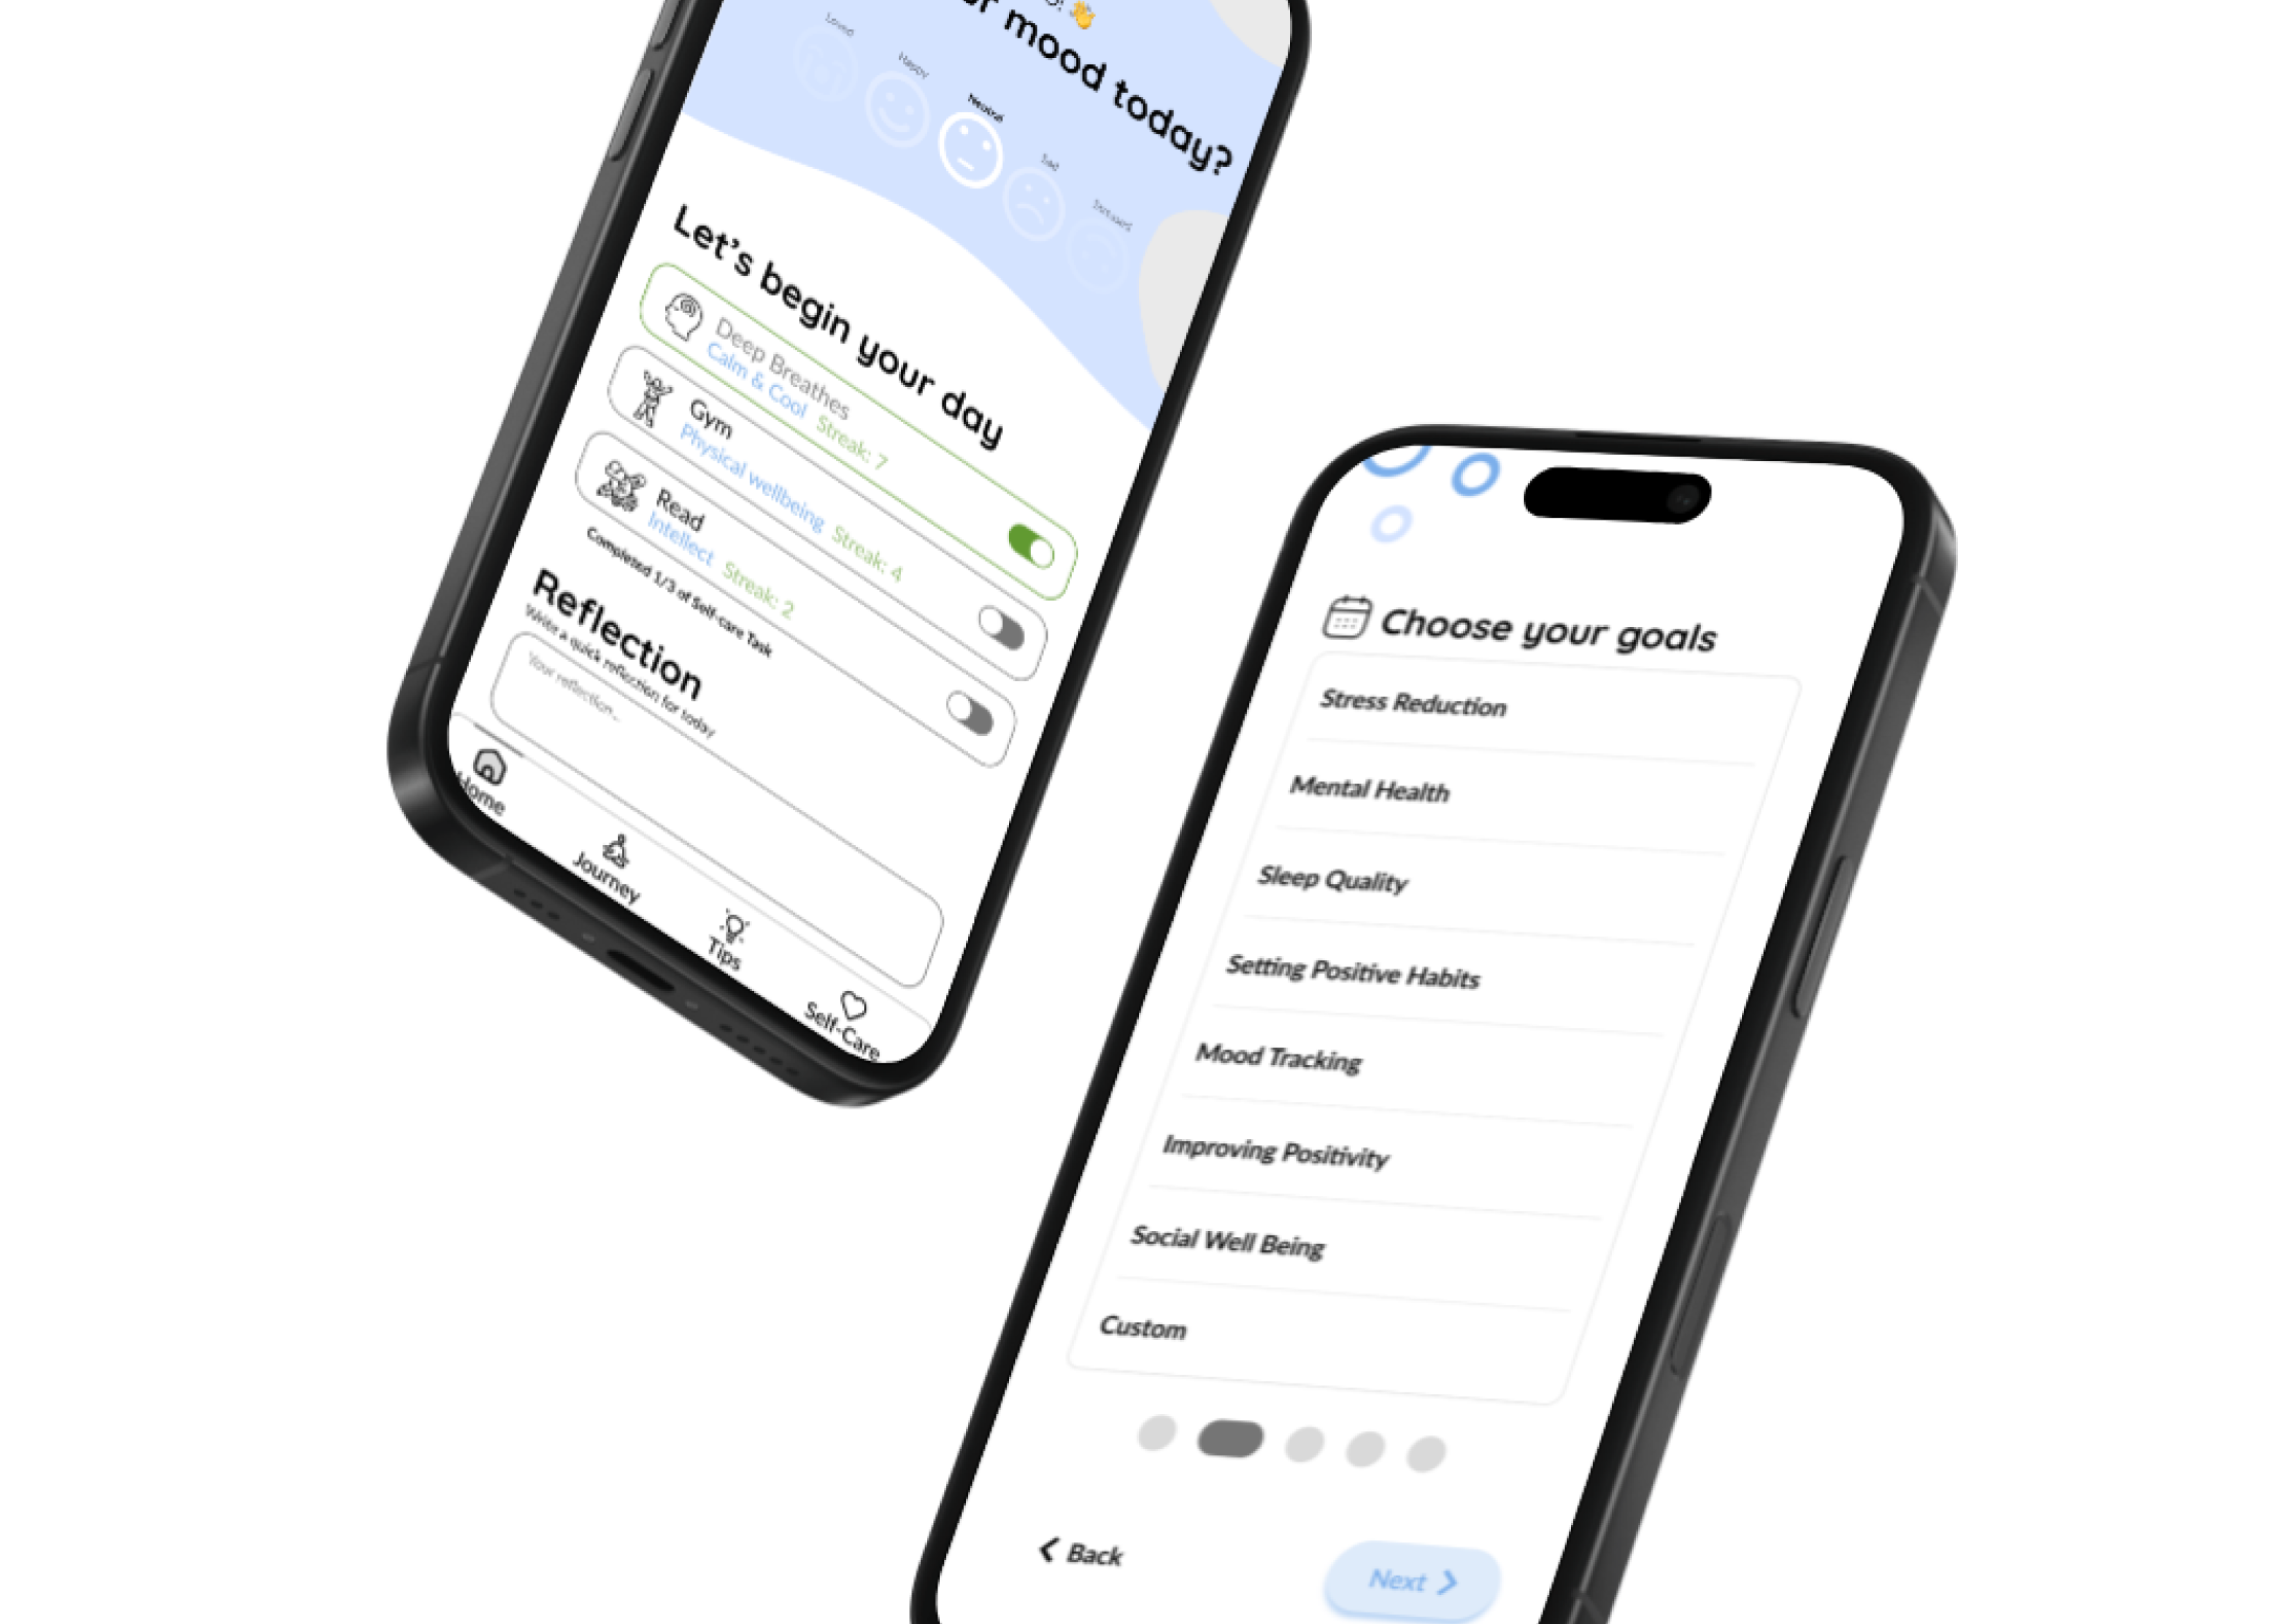 mood today?
Loved
Happy
Neutral
Sad
Let's begin your day
Deep Breathes
Calm & Cool Streak: 7
Gym
Physical wellbeing Streak: 4
Read
Intellect Streak: 2
Completed 1/3 of Self-care Task
Reflection
Write a quick reflection for today
Your reflection...
Home
Journey
Tips
Self-Care
Choose your goals
Stress Reduction
Mental Health
Sleep Quality
Setting Positive Habits
Mood Tracking
Improving Positivity
Social Well Being
Custom
Back
Next